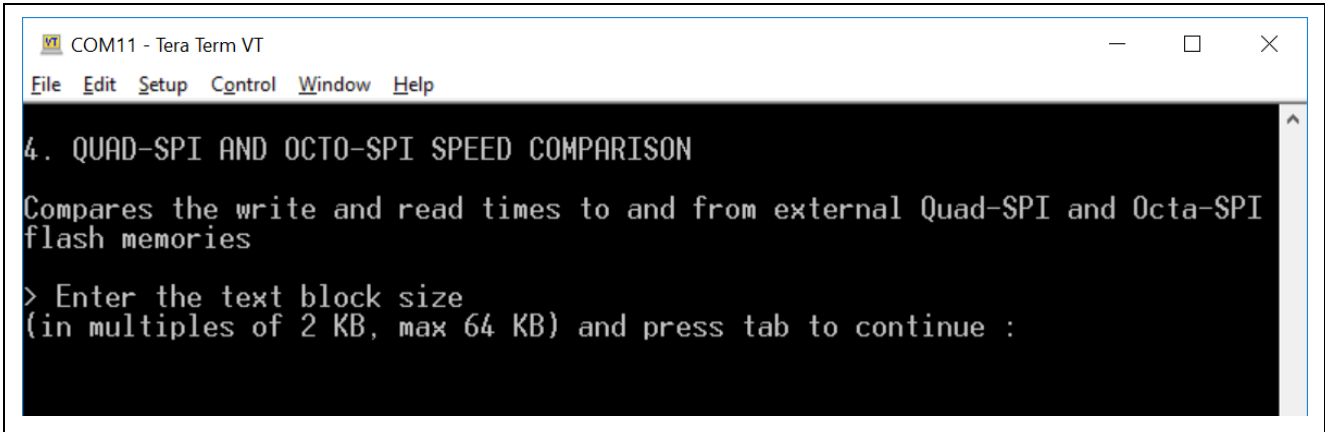 COM11 - Tera Term VT
File Edit Setup Control Window Help
4. QUAD-SPI AND OCTO-SPI SPEED COMPARISON
Compares the write and read times to and from external Quad-SPI and Octa-SPI
flash memories
> Enter the text block size
(in multiples of 2 KB, max 64 KB) and press tab to continue :